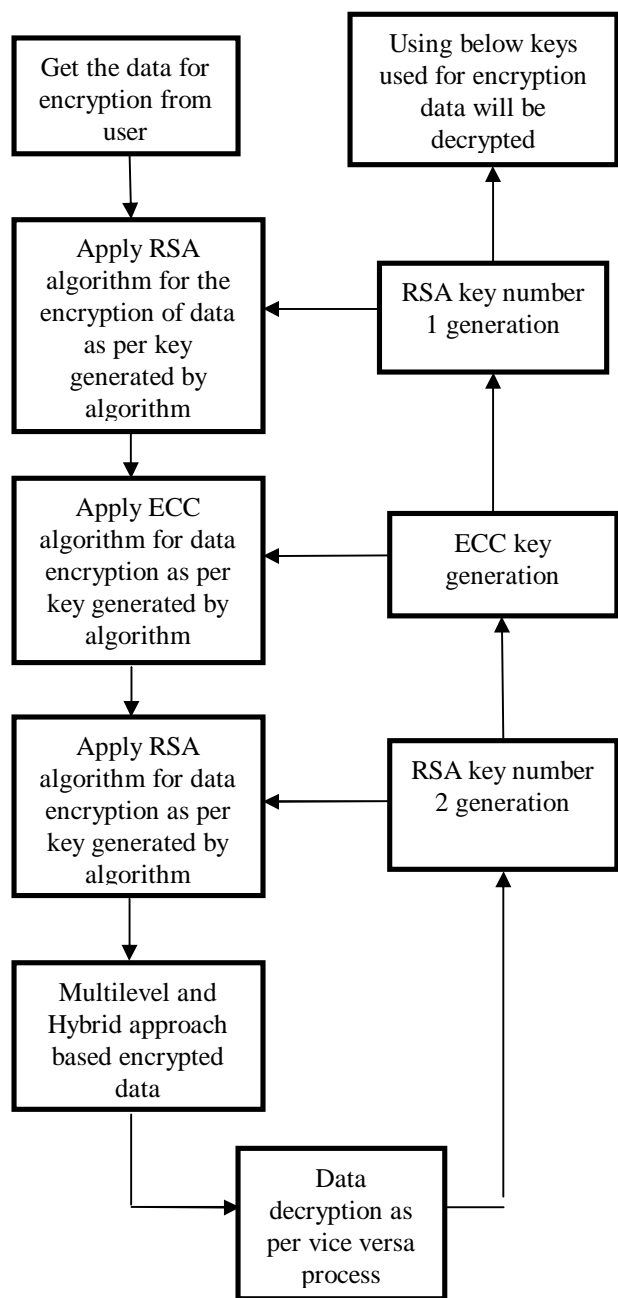 Get the data for
encryption from
user
Using below keys
used for encryption
data will be
decrypted
Apply RSA
algorithm for the
encryption of data
as per key
generated by
algorithm
RSA key number
1 generation
Apply ECC
algorithm for data
encryption as per
key generated by
algorithm
ECC key
generation
Apply RSA
algorithm for data
encryption as per
key generated by
algorithm
RSA key number
2 generation
Multilevel and
Hybrid approach
based encrypted
data
Data
decryption as
per vice versa
process